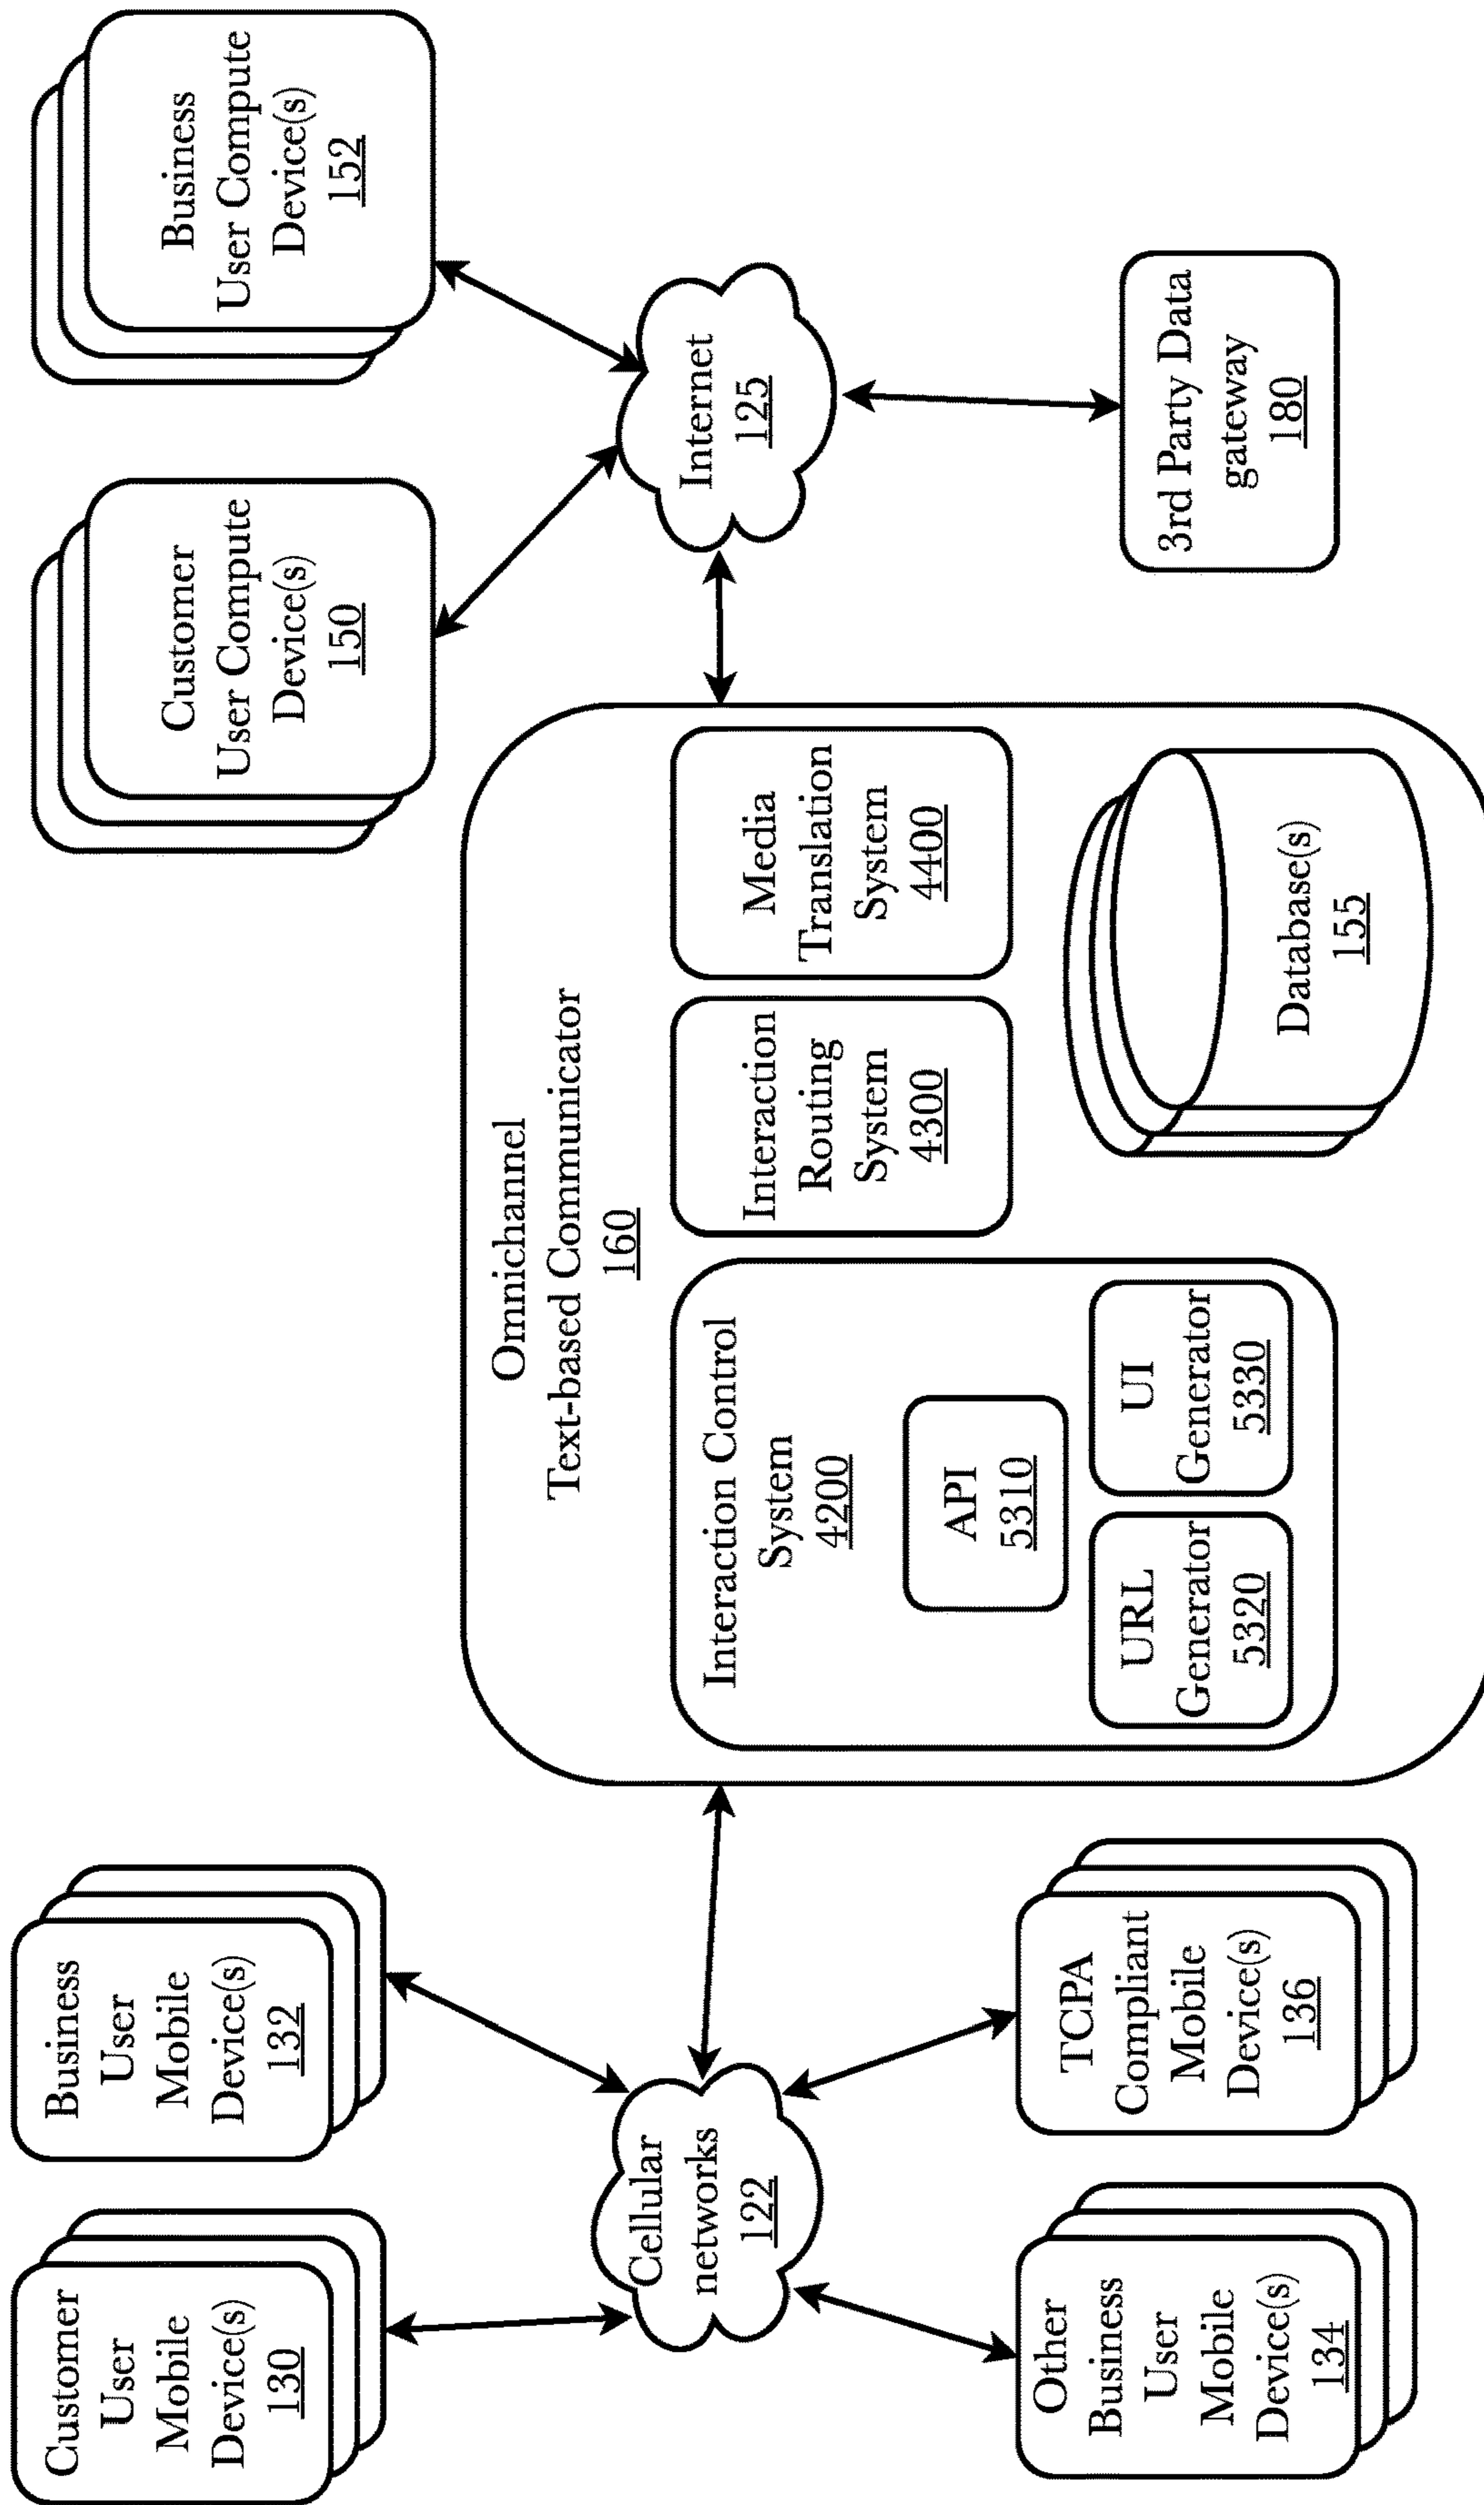 Customer
User
Mobile
Device(s)
130
Business
User
Mobile
Device(s)
132
Cellular
networks
122
Other
Business
User
Mobile
Device(s)
134
TCPA
Compliant
Mobile
Device(s)
136
Omnichannel
Text-based Communicator
160
Interaction Control
System
4200
API
5310
URL
Generator
5320
UI
Generator
5330
Interaction
Routing
System
4300
Media
Translation
System
4400
Database(s)
155
Customer
User Compute
Device(s)
150
Business
User Compute
Device(s)
152
Internet
125
3rd Party Data
gateway
180